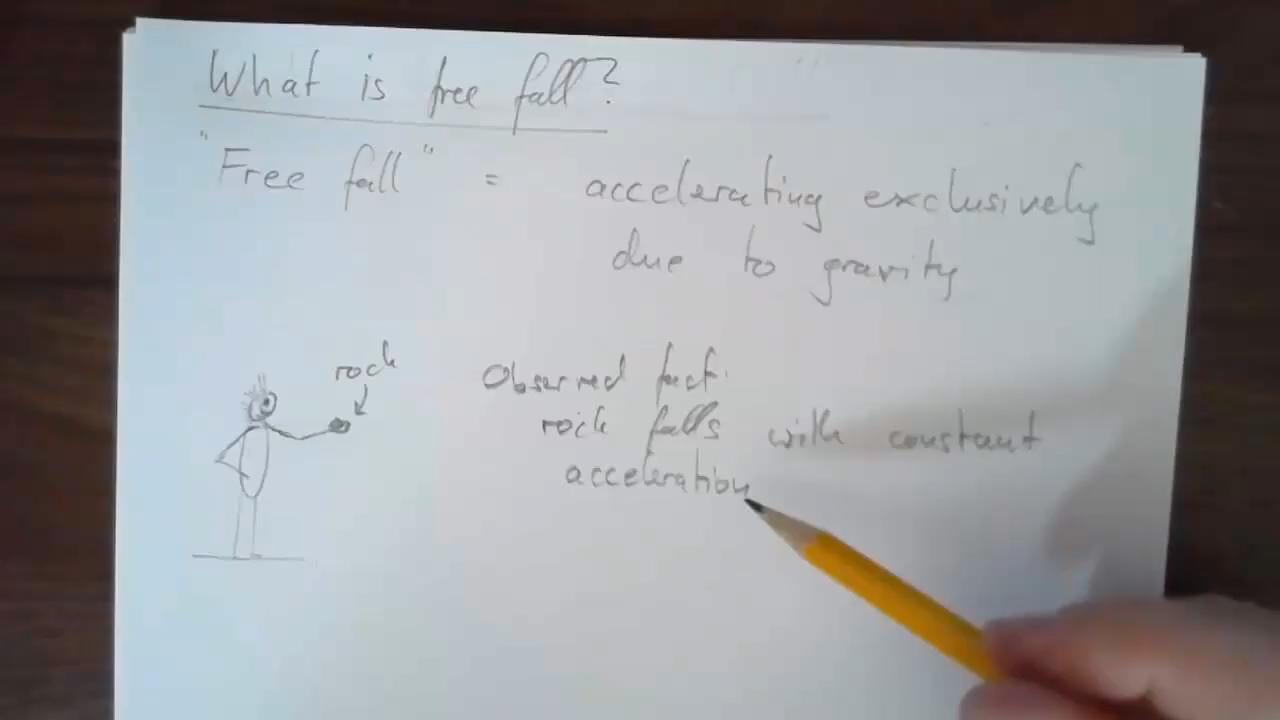 What is free fall?
"Free fall" = accelerating exclusively
due to gravity
rock
Observed fact:
rock falls with constant
acceleration